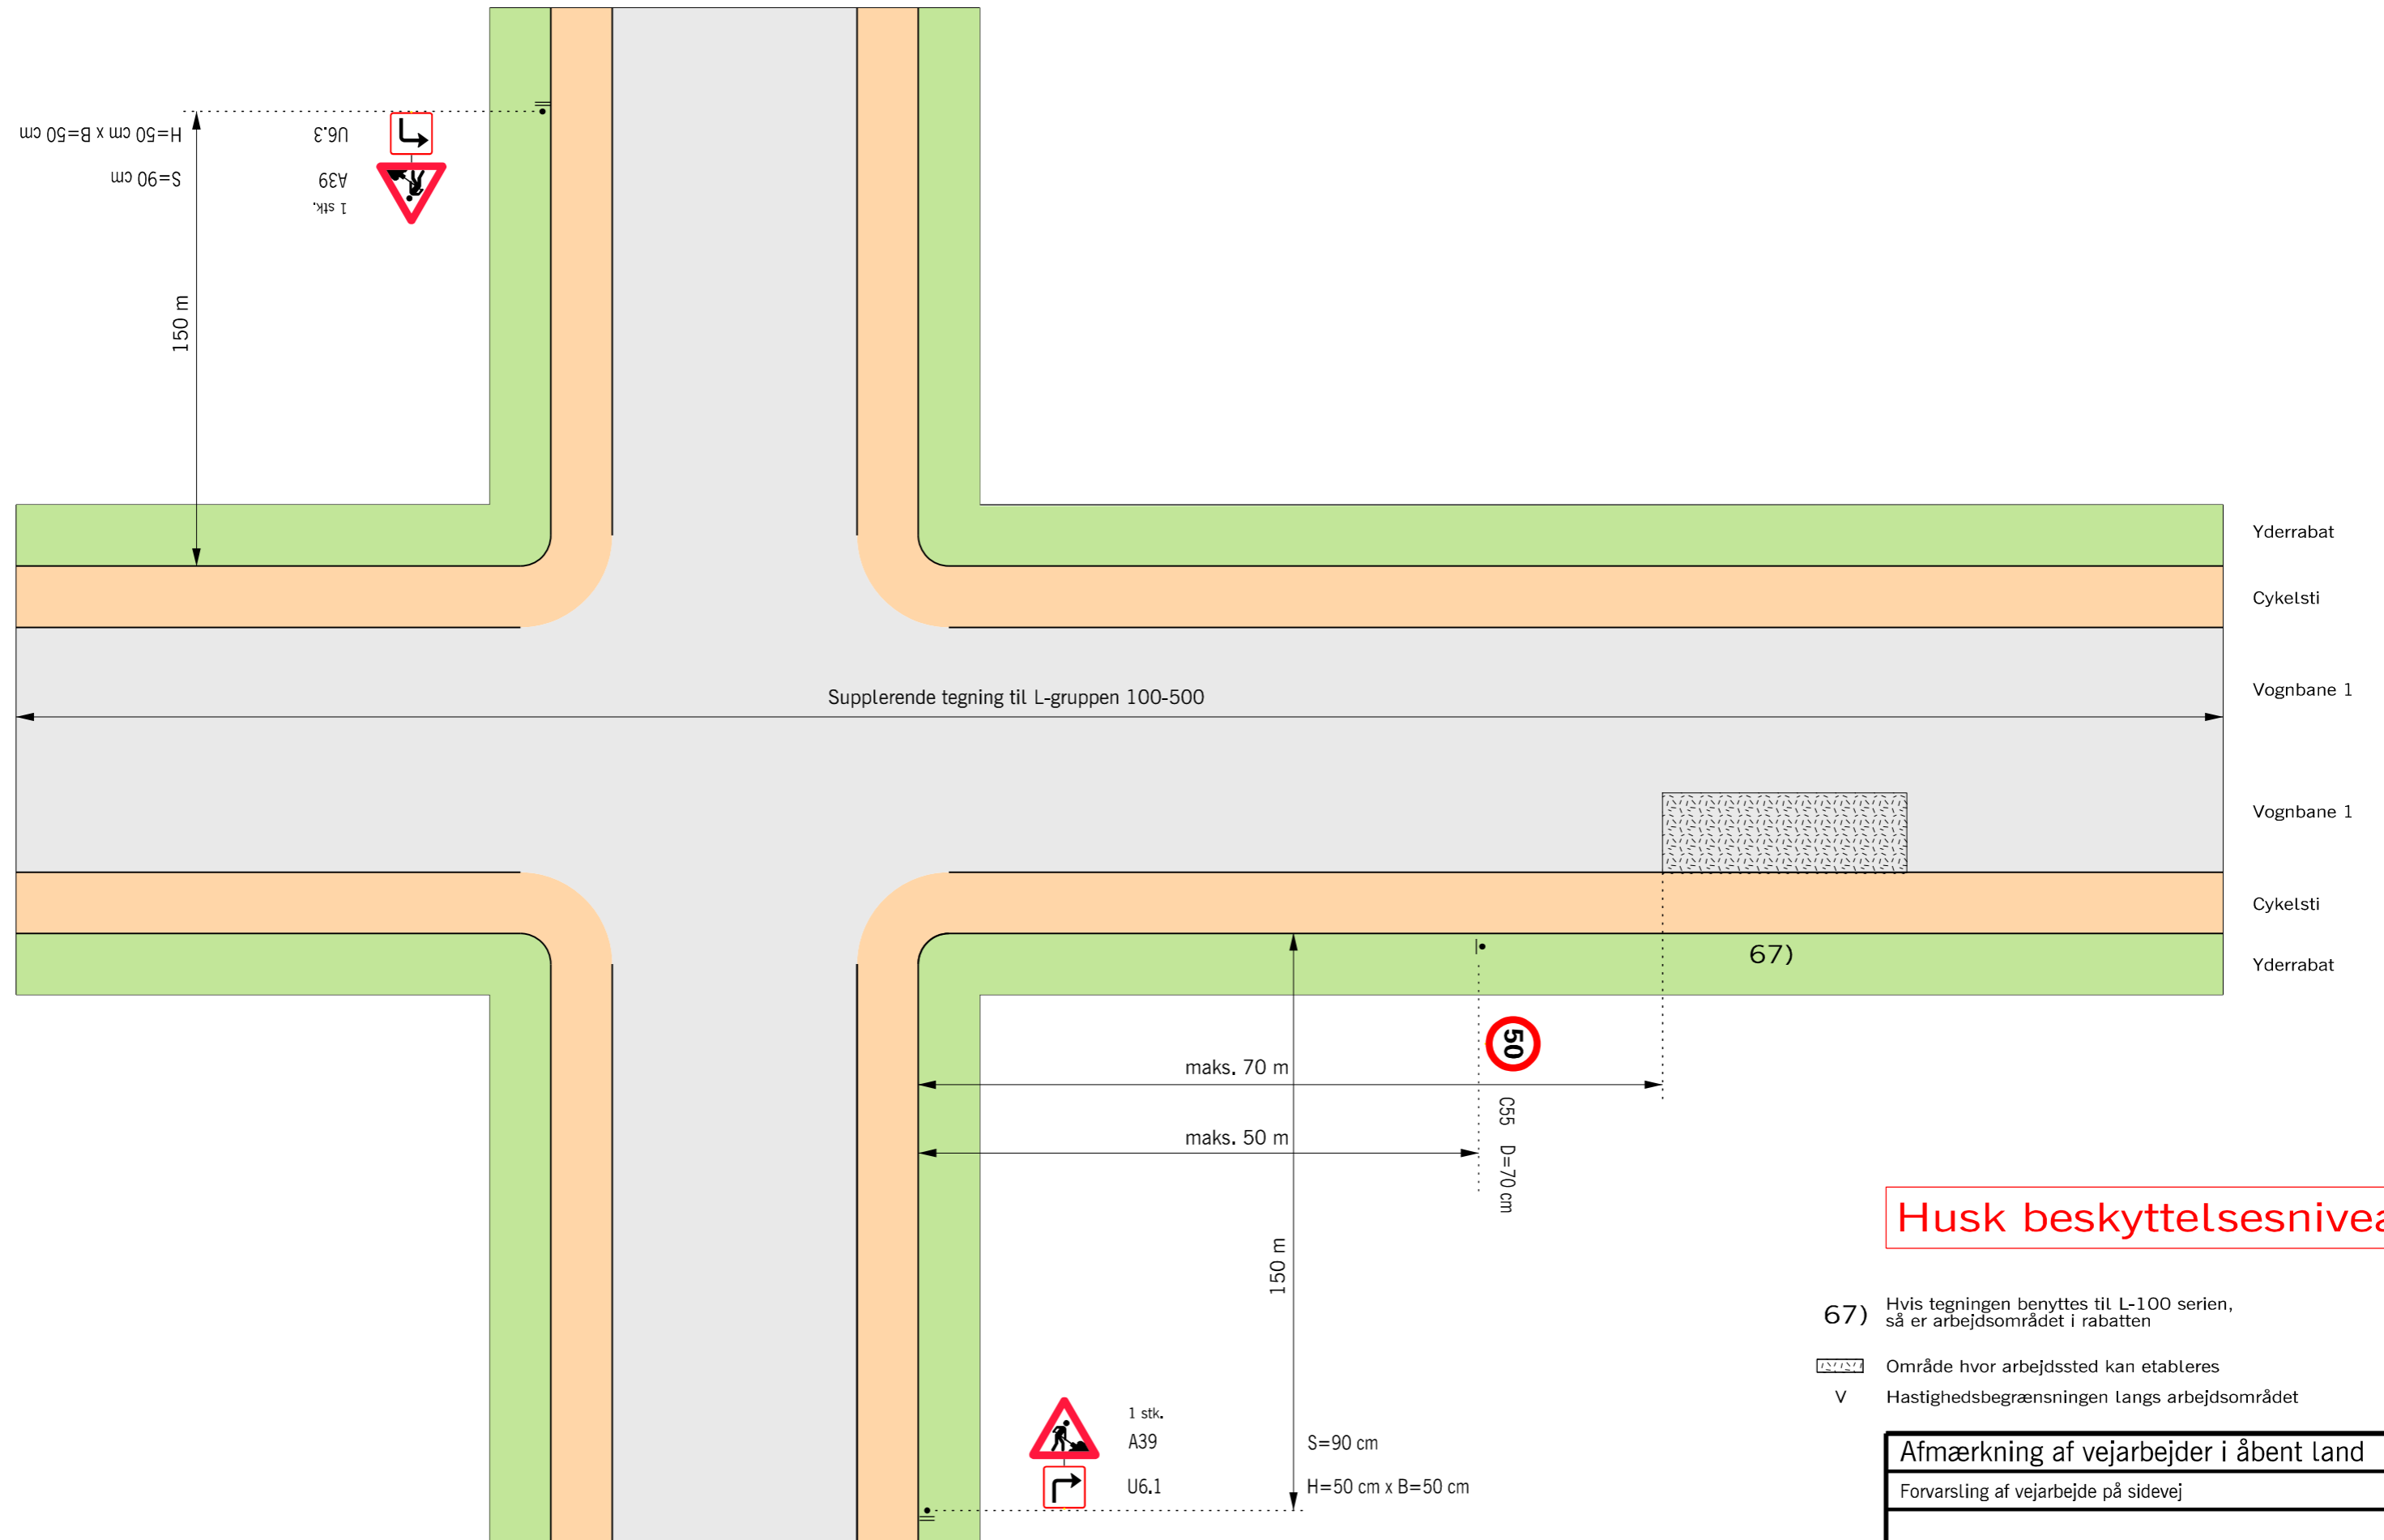 H=50 cm x B=50 cm
U6.3
S=90 cm
A39
1 stk.
150 m
Yderrabat
Cykelsti
Supplerende tegning til L-gruppen 100-500
Vognbane 1
Vognbane 1
Cykelsti
67)
Yderrabat
50
maks. 70 m
C55 D=70 cm
maks. 50 m
150 m
Husk beskyttelsesnivea
67) Hvis tegningen benyttes til L-100 serien,
så er arbejdsområdet i rabatten
Område hvor arbejdssted kan etableres
V Hastighedsbegrænsningen langs arbejdsområdet
1 stk.
A39
S=90 cm
U6.1
H=50 cm x B=50 cm
Afmærkning af vejarbejder i åbent land
Forvarsling af vejarbejde på sidevej